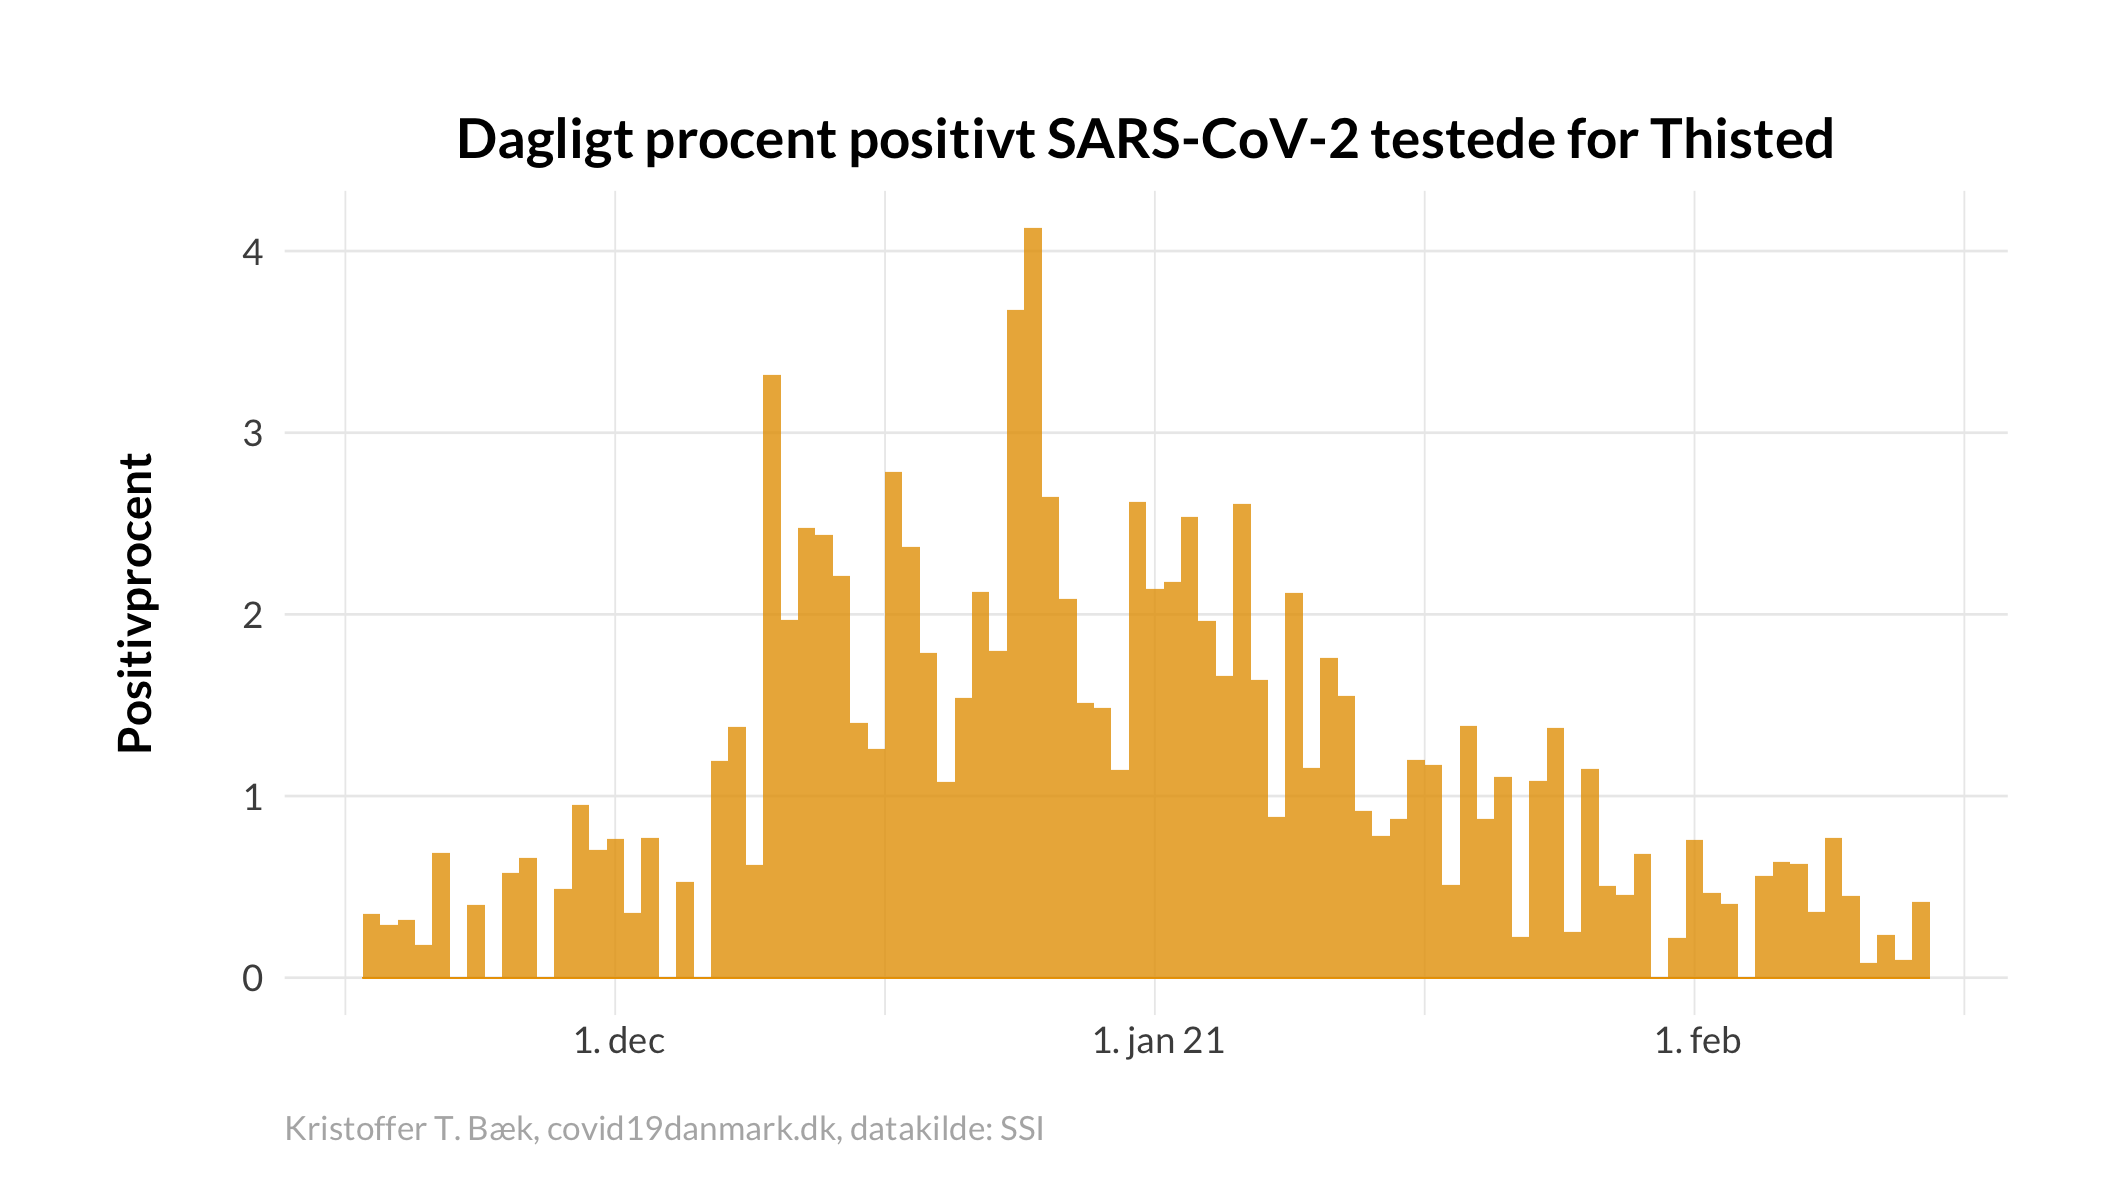 Dagligt procent positivt SARS-CoV-2 testede for Thisted
Positivprocent
4
3
2
1
0
1. dec
1. jan 21
1. feb
Kristoffer T. Bæk, covid19danmark.dk, datakilde: SSI